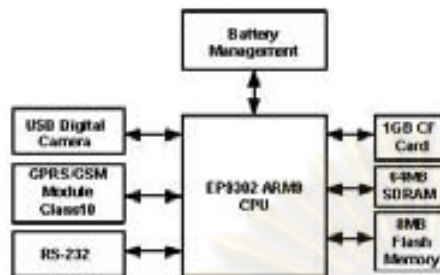 Battery
Management
USB Digital
Camera
GPRS/GSM
Module
Class10
RS-232
EP9302 ARM9
CPU
1GB CF
Card
64MB
SDRAM
8MB
Flash
Memory